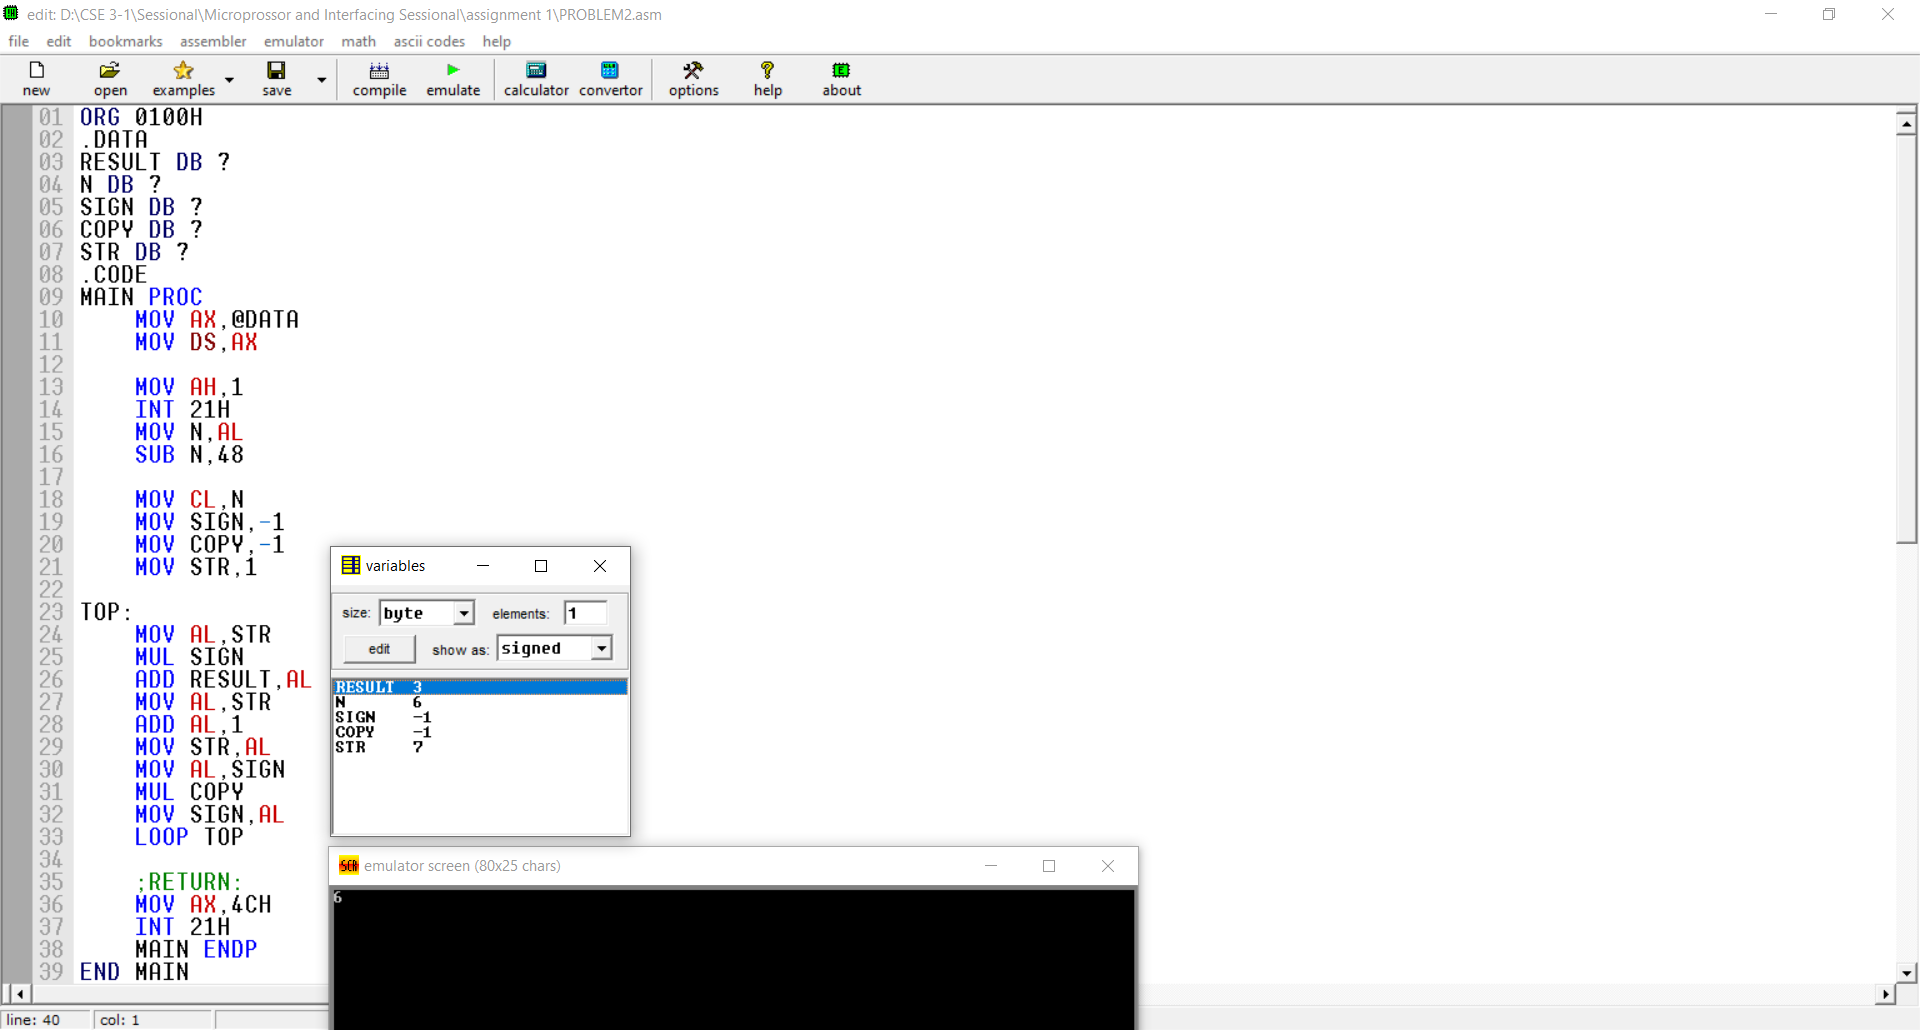 edit: D:\CSE 3-1\Sessional\Microprossor and Interfacing Sessional\assignment 1\PROBLEM2.asm
file edit bookmarks assembler emulator math ascii codes help
new open examples save compile emulate calculator convertor options help about
01 ORG 0100H
02 .DATA
03 RESULT DB ?
04 N DB ?
05 SIGN DB ?
06 COPY DB ?
07 STR DB ?
08 .CODE
09 MAIN PROC
10 MOV AX,@DATA
11 MOV DS,AX
12
13 MOV AH,1
14 INT 21H
15 MOV N,AL
16 SUB N,48
17
18 MOV CL,N
19 MOV SIGN,-1
20 MOV COPY,-1
21 MOV STR,1
22
23 TOP:
24 MOV AL,STR
25 MUL SIGN
26 ADD RESULT,AL
27 MOV AL,STR
28 ADD AL,1
29 MOV STR,AL
30 MOV AL,SIGN
31 MUL COPY
32 MOV SIGN,AL
33 LOOP TOP
34
35 ;RETURN:
36 MOV AX,4CH
37 INT 21H
38 MAIN ENDP
39 END MAIN
variables
size: byte elements: 1
edit show as: signed
RESULT 3
N 6
SIGN -1
COPY -1
STR 7
SCR emulator screen (80x25 chars)
6
line: 40 col: 1